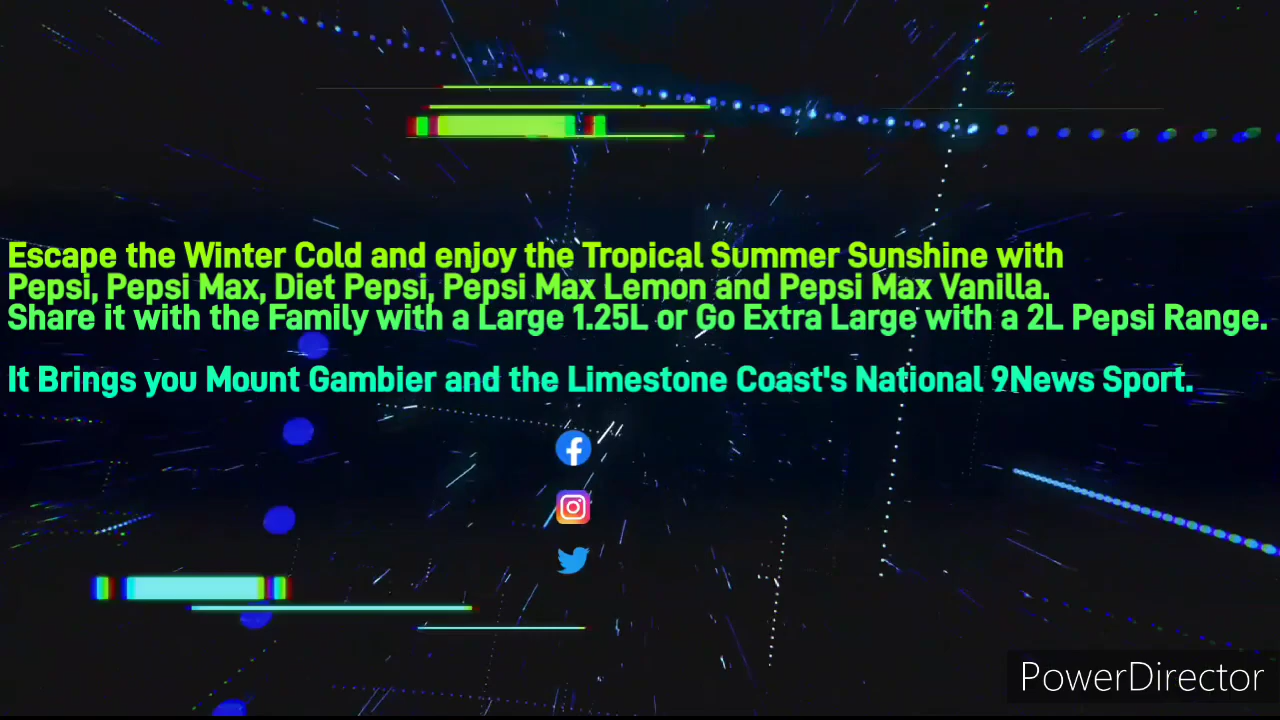 Escape the Winter Cold and enjoy the Tropical Summer Sunshine with
Pepsi, Pepsi Max, Diet Pepsi, Pepsi Max Lemon and Pepsi Max Vanilla.
Share it with the Family with a Large 1.25L or Go Extra Large with a 2L Pepsi Range.
It Brings you Mount Gambier and the Limestone Coast's National 9News Sport.
PowerDirector